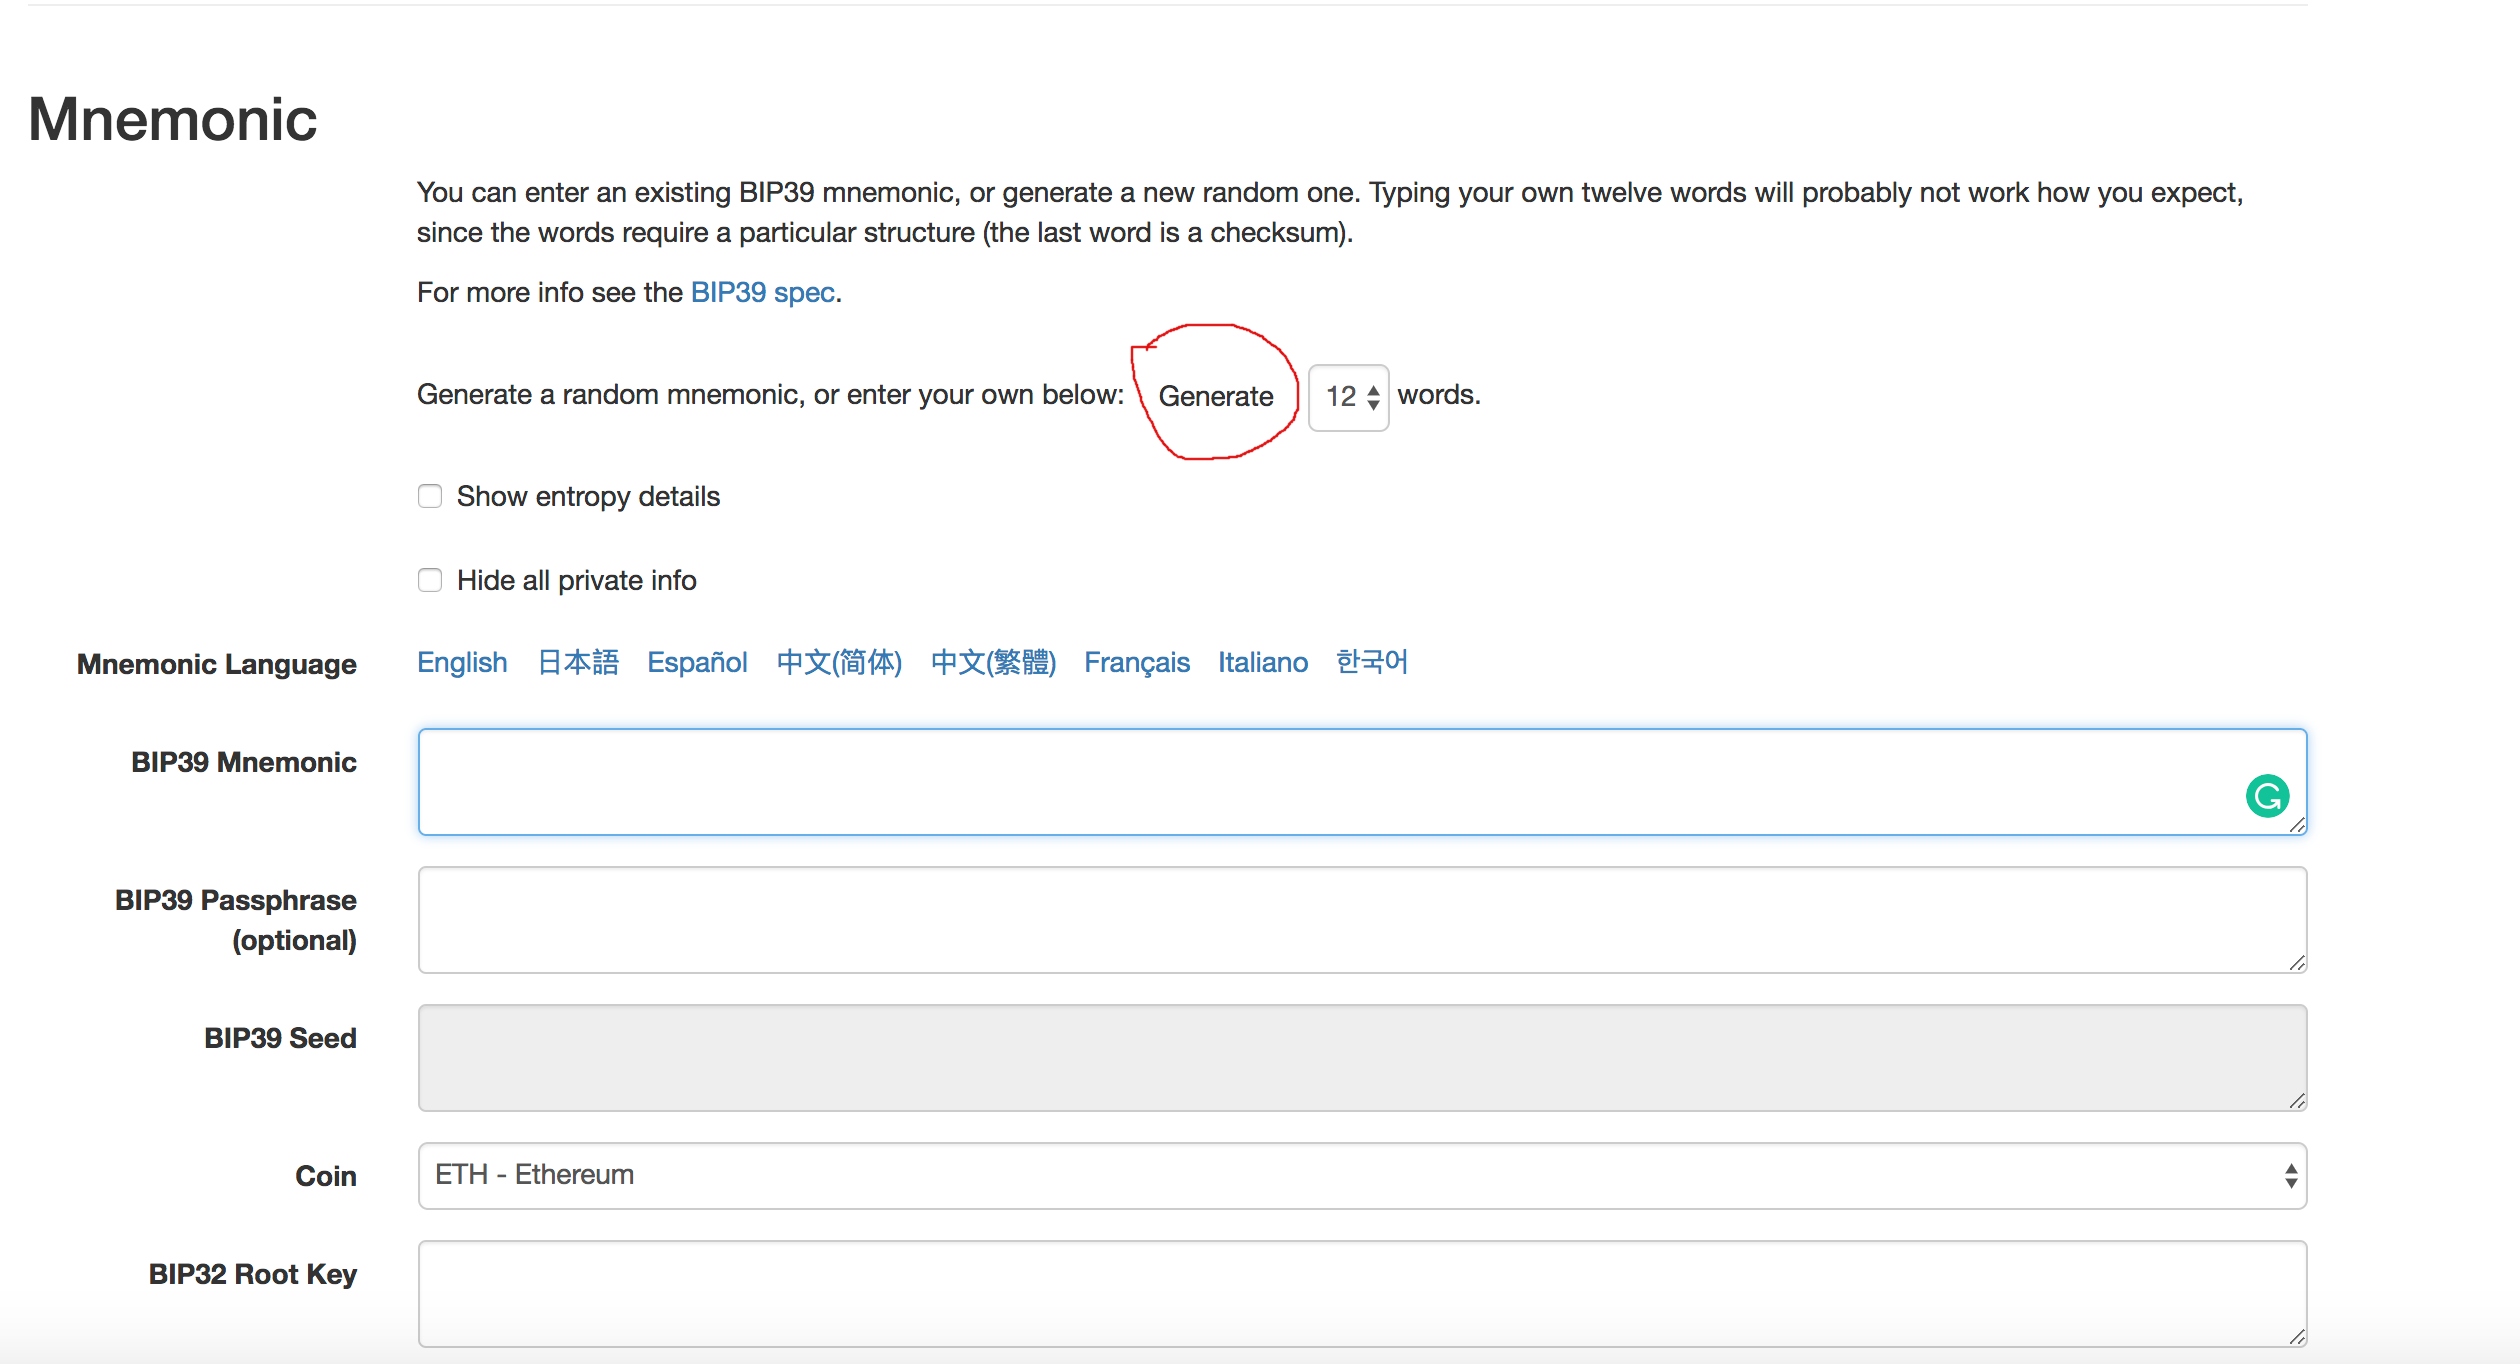 Mnemonic
You can enter an existing BIP39 mnemonic, or generate a new random one. Typing your own twelve words will probably not work how you expect,
since the words require a particular structure (the last word is a checksum).
For more info see the BIP39 spec.
Generate a random mnemonic, or enter your own below: Generate 12 words.
Show entropy details
Hide all private info
Mnemonic Language English 日本語 Español 中文(简体) 中文(繁體) Français Italiano 한국어
BIP39 Mnemonic
BIP39 Passphrase
(optional)
BIP39 Seed
Coin ETH - Ethereum
BIP32 Root Key